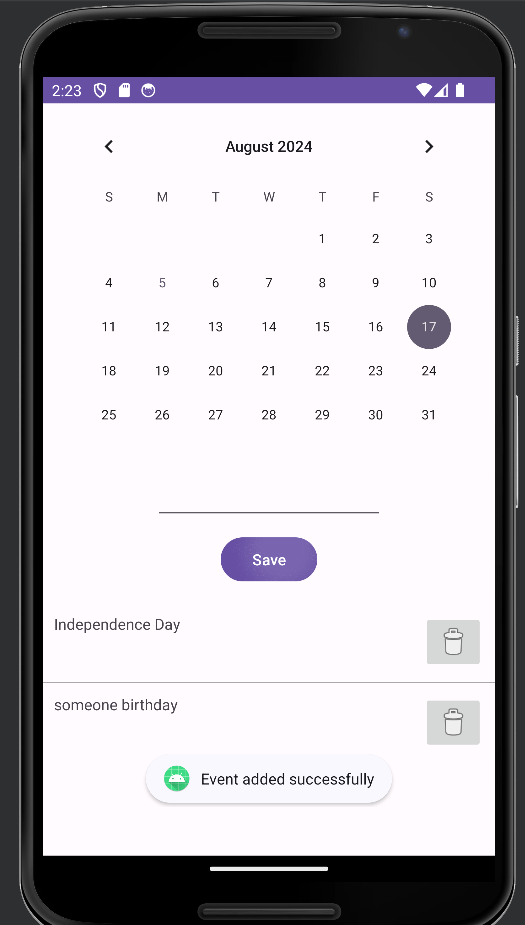 2:23
August 2024
S M T W T F S
1 2 3
4 5 6 7 8 9 10
11 12 13 14 15 16 17
18 19 20 21 22 23 24
25 26 27 28 29 30 31
Save
Independence Day
someone birthday
Event added successfully